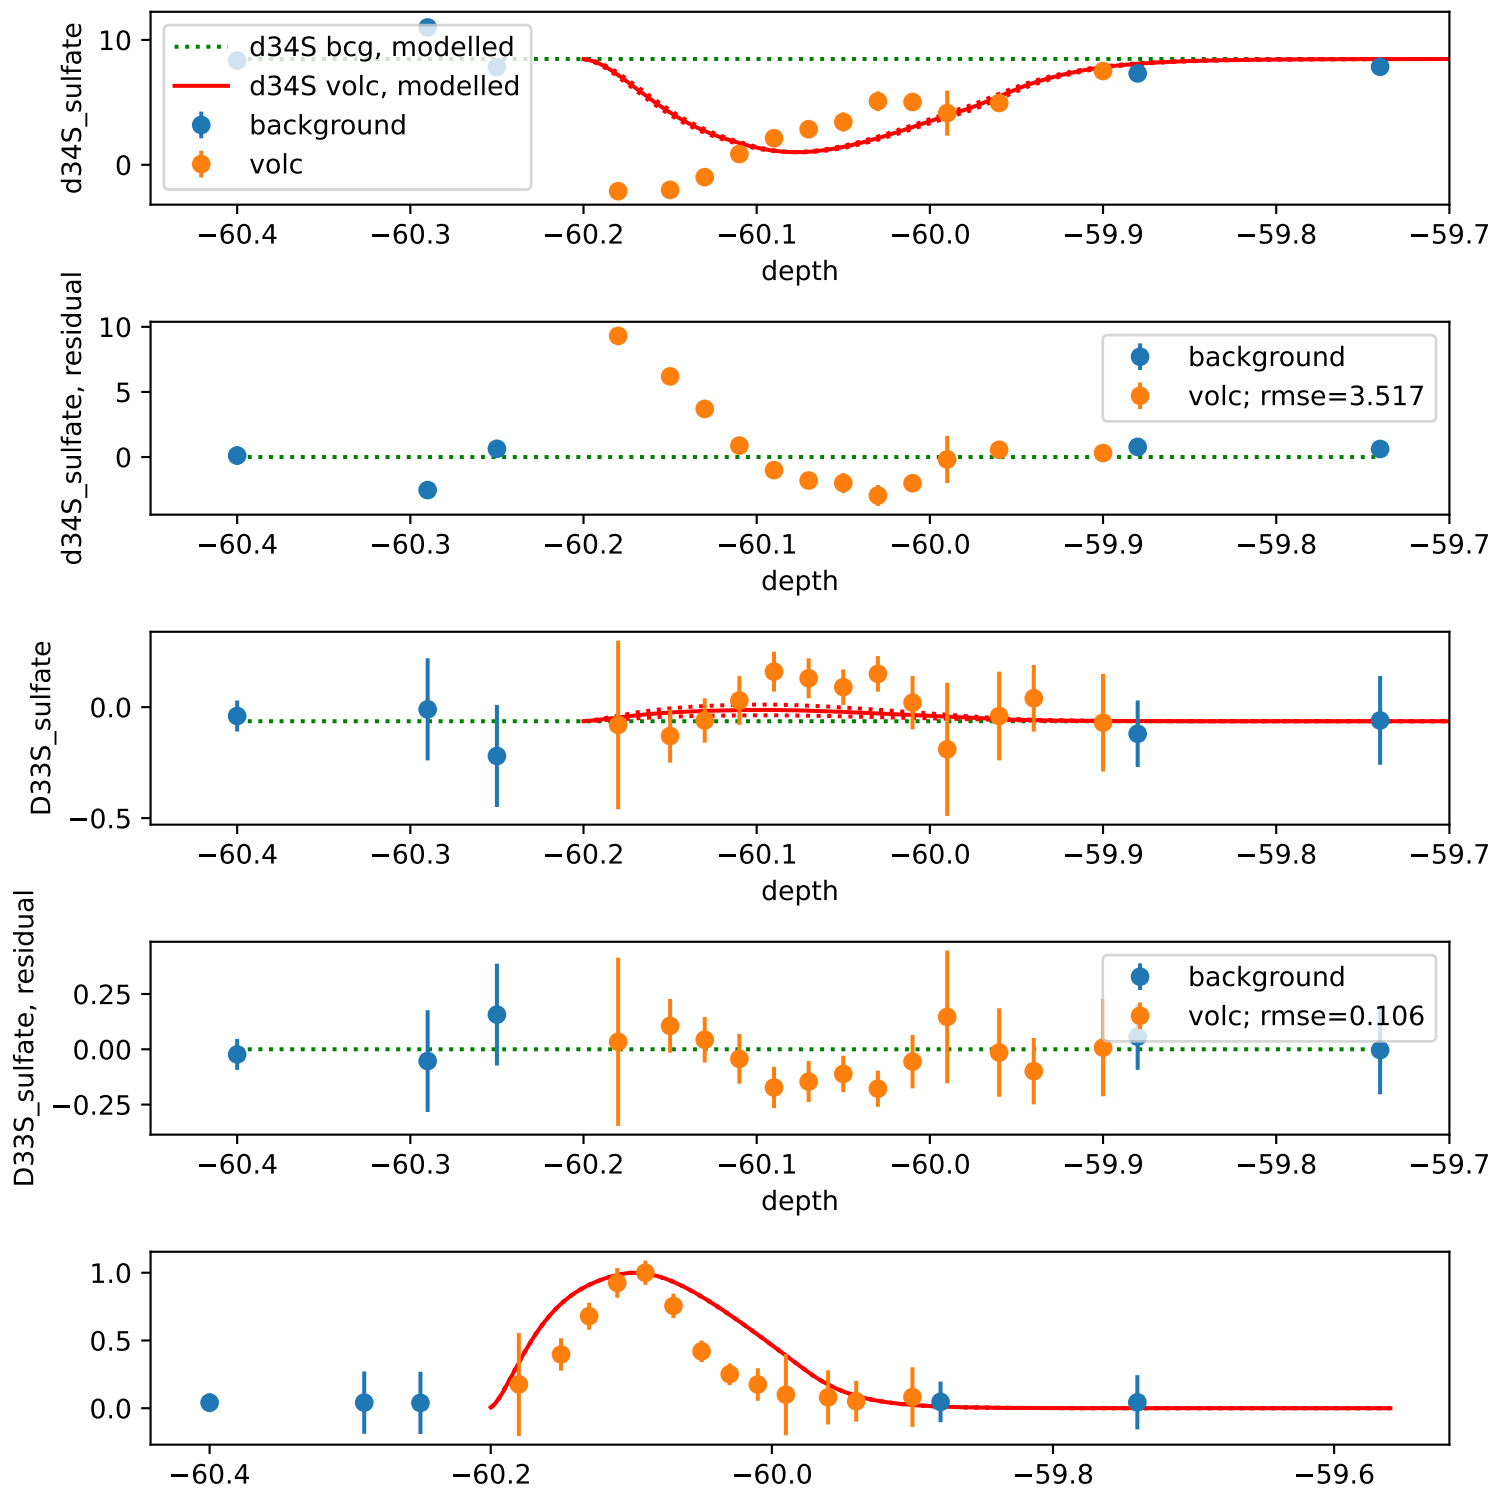 d34S_sulfate
10
0
d34S bcg, modelled
d34S volc, modelled
background
volc
−60.4 −60.3 −60.2 −60.1 −60.0 −59.9 −59.8 −59.7
depth
d34S_sulfate, residual
10
5
0
background
volc; rmse=3.517
−60.4 −60.3 −60.2 −60.1 −60.0 −59.9 −59.8 −59.7
depth
D33S_sulfate
0.0
−0.5
−60.4 −60.3 −60.2 −60.1 −60.0 −59.9 −59.8 −59.7
depth
D33S_sulfate, residual
0.25
0.00
−0.25
background
volc; rmse=0.106
−60.4 −60.3 −60.2 −60.1 −60.0 −59.9 −59.8 −59.7
depth
1.0
0.5
0.0
−60.4 −60.2 −60.0 −59.8 −59.6